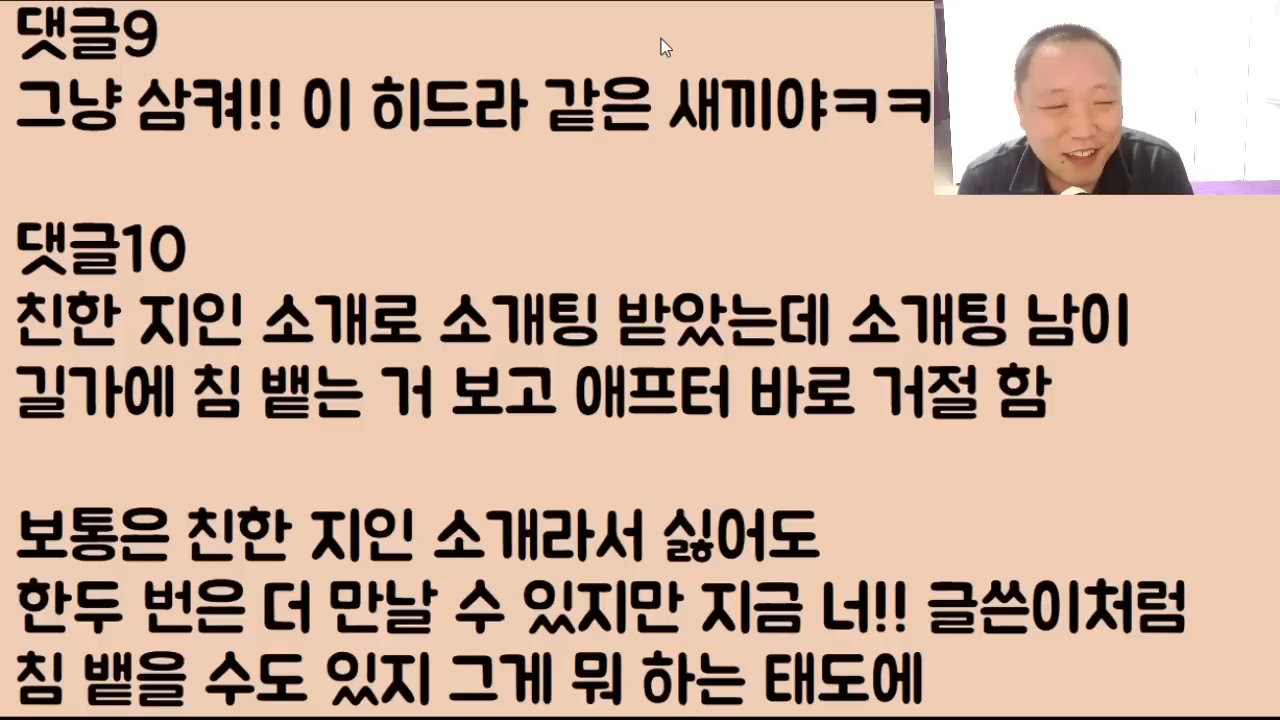 댓글9
그냥 삼켜!! 이 히드라 같은 새끼야ㅋㅋ
댓글10
친한 지인 소개로 소개팅 받았는데 소개팅 남이
길가에 침 뱉는 거 보고 애프터 바로 거절 함
보통은 친한 지인 소개라서 싫어도
한두 번은 더 만날 수 있지만 지금 너!! 글쓴이처럼
침 뱉을 수도 있지 그게 뭐 하는 태도에